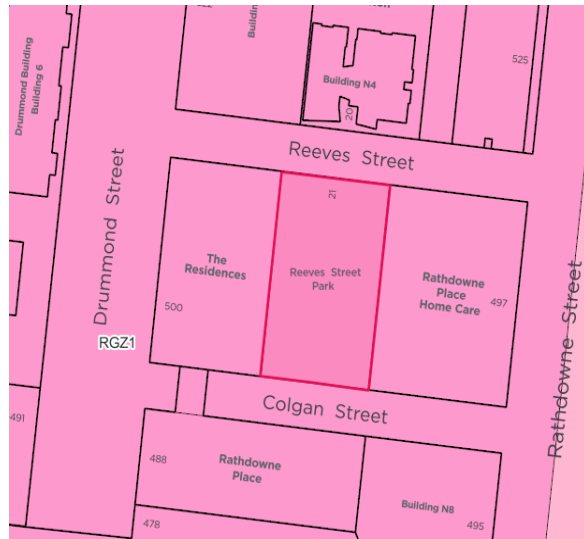 Building N4
20
525
Drummond Building
Building 6
Reeves Street
21
Drummond Street
The
Residences
Reeves Street
Park
Rathdowne
Place
Home Care
497
500
RGZ1
Rathdowne Street
Colgan Street
491
488
Rathdowne
Place
Building N8
495
478